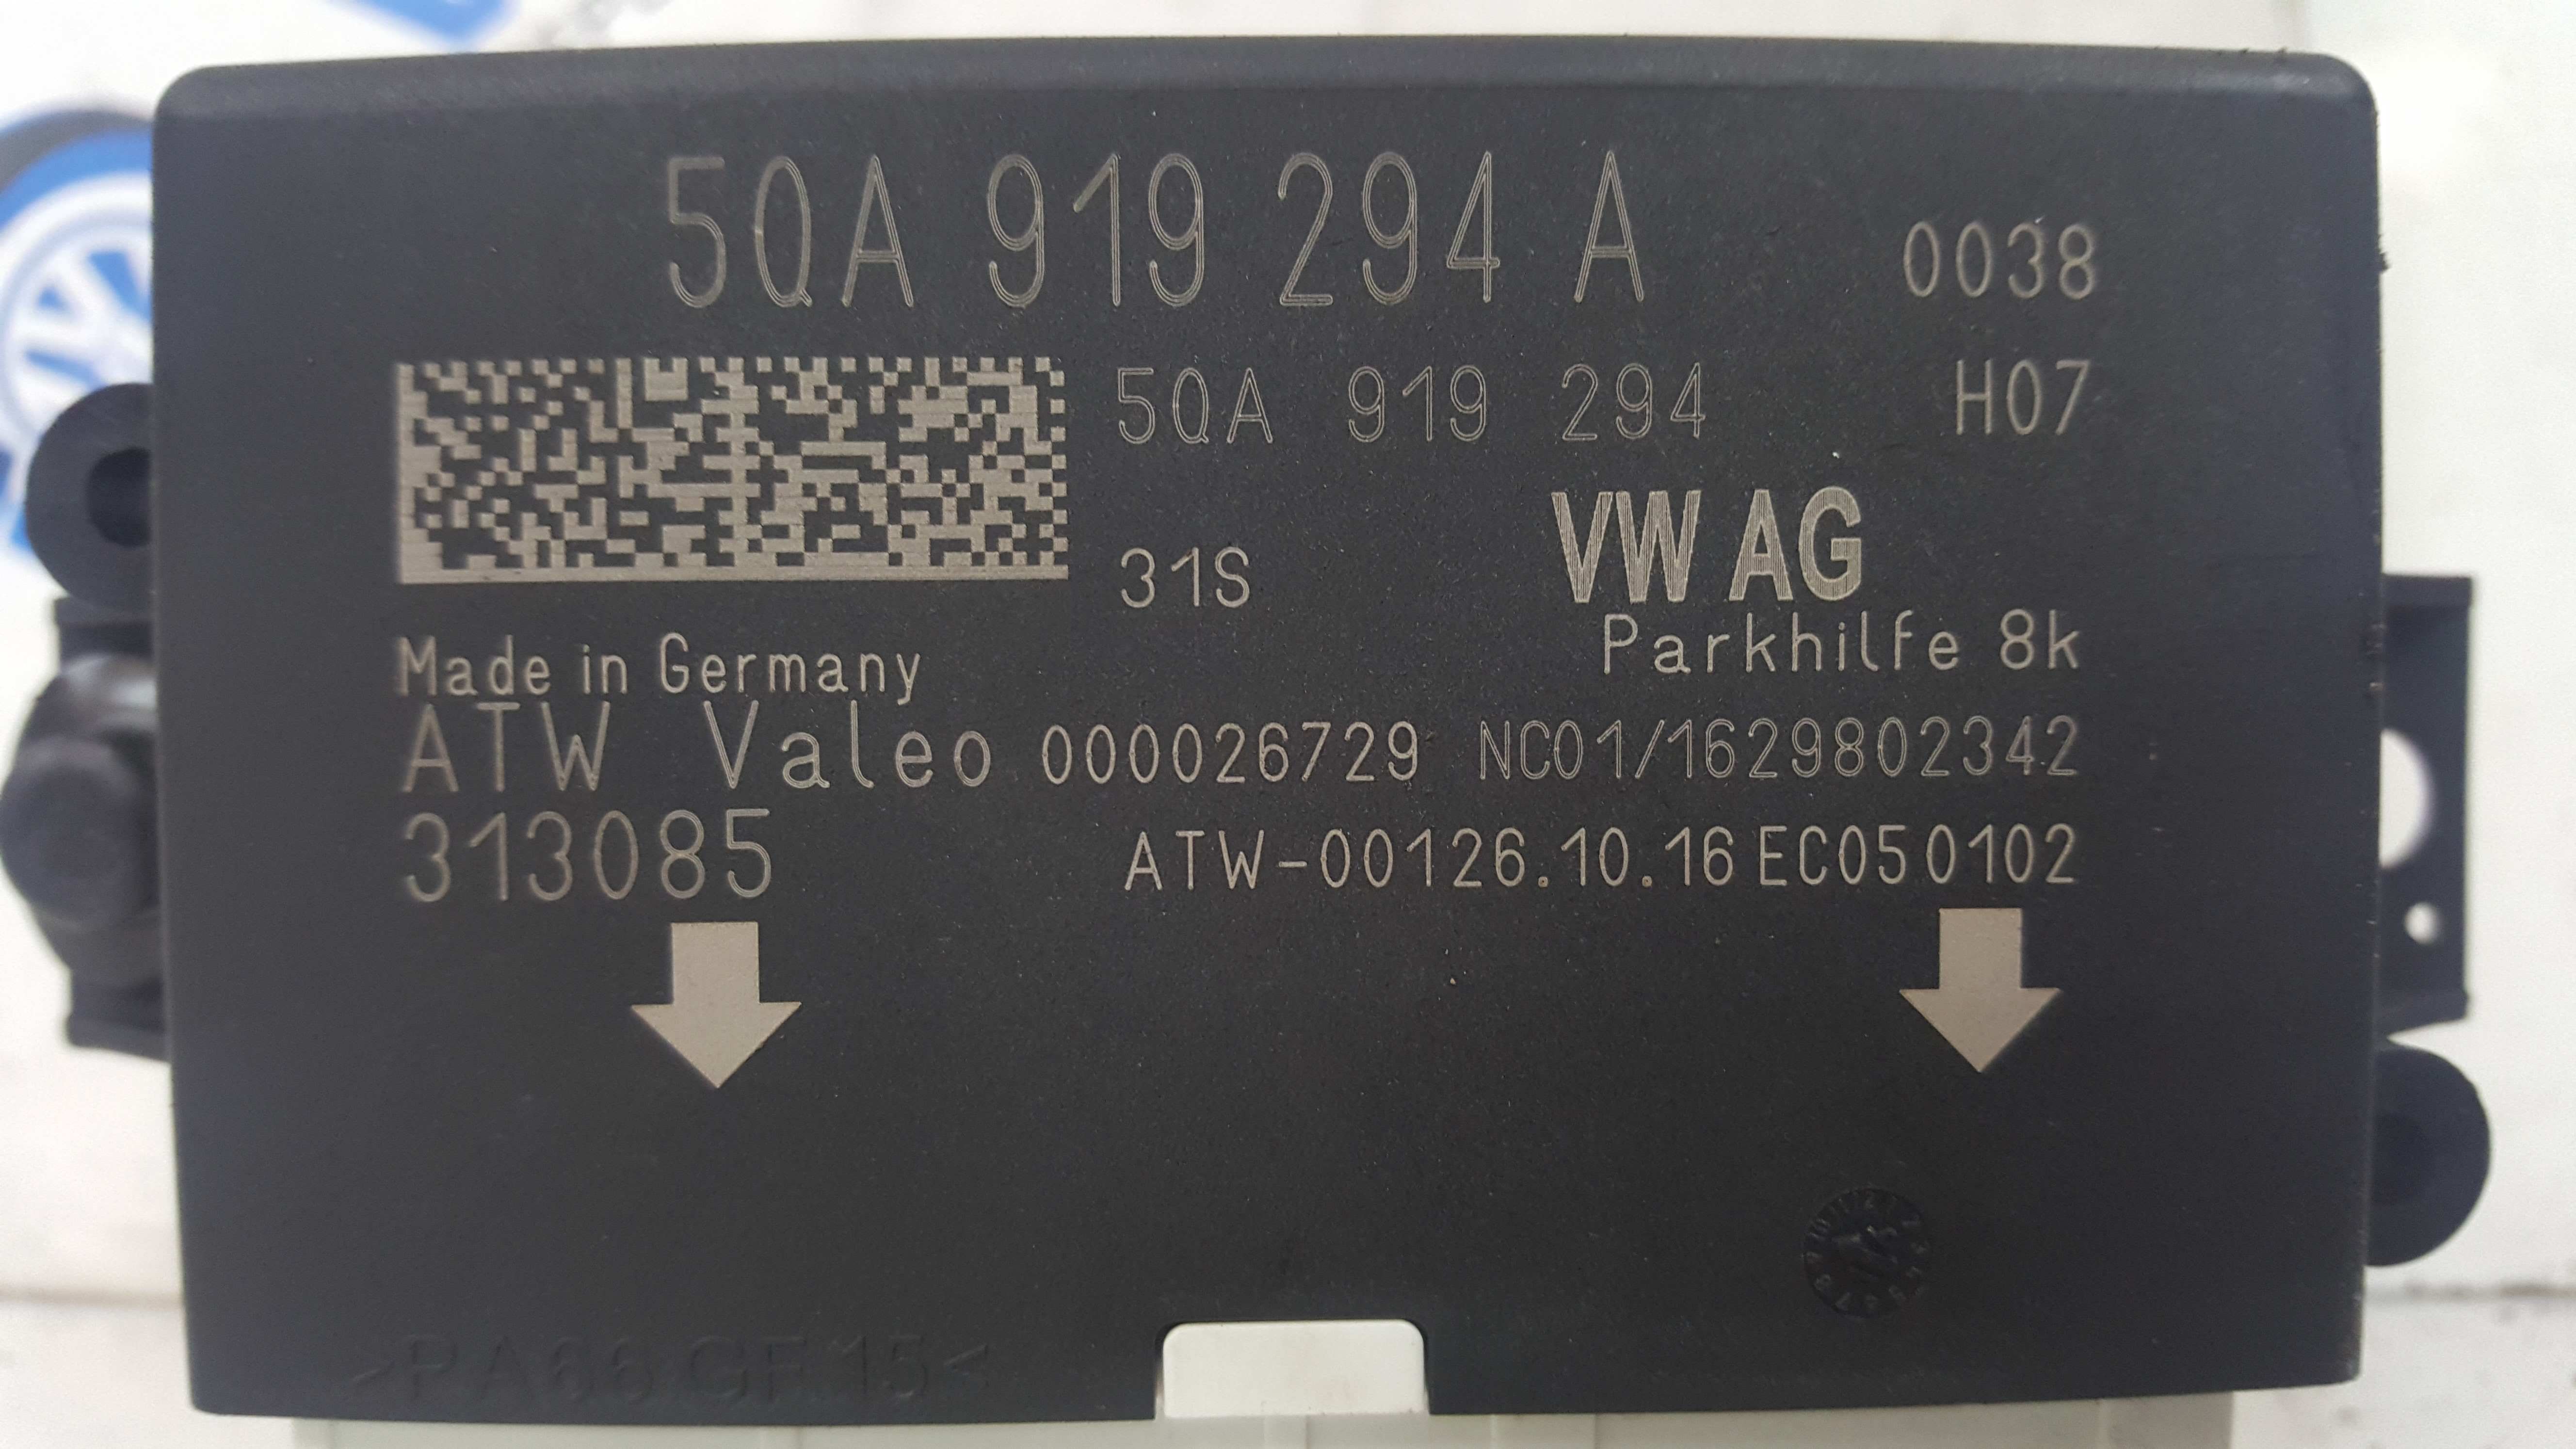 5QA 919 294 A 0038
5QA 919 294 H07
31S VW AG
Parkhilfe 8k
Made in Germany
ATW Valeo 000026729 NC01/1629802342
313085 ATW-00126.10.16 EC050102
>PA66 GF15<